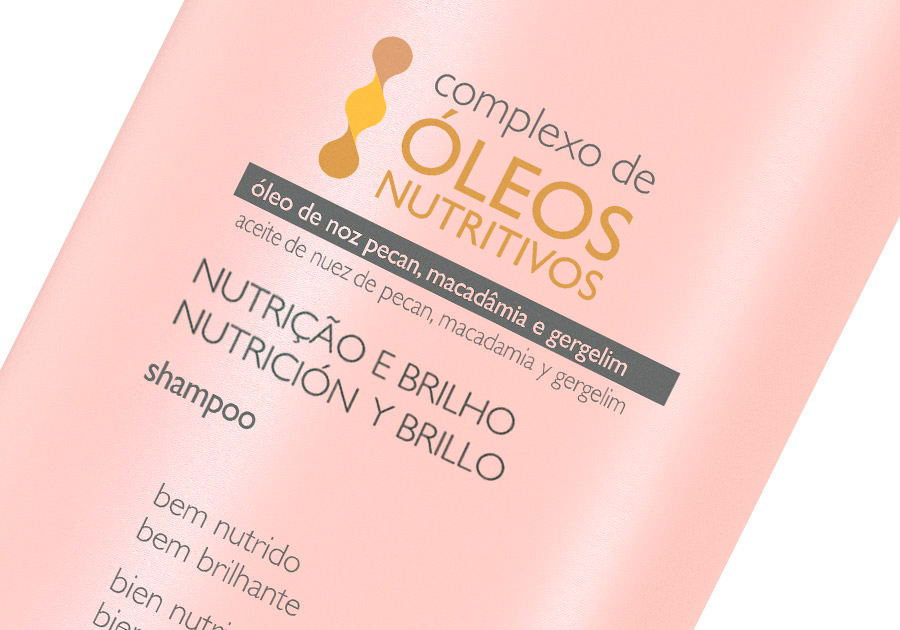 complexo de
ÓLEOS
NUTRITIVOS
óleo de noz pecan, macadâmia e gergelim
aceite de nuez de pecan, macadamia y gergelim
NUTRIÇÃO E BRILHO
NUTRICIÓN Y BRILLO
shampoo
bem nutrido
bem brilhante
bien